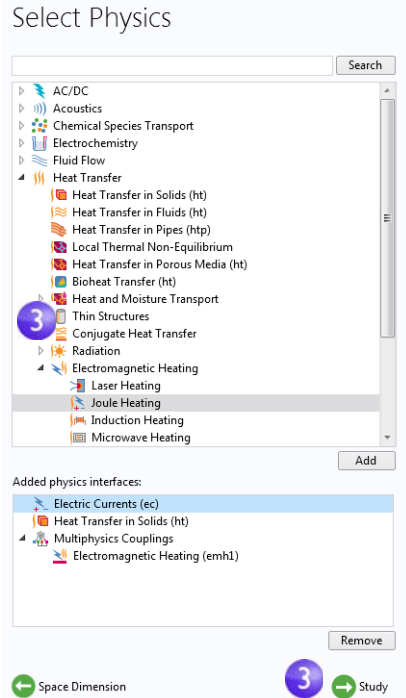 Select Physics
Search
AC/DC
Acoustics
Chemical Species Transport
Electrochemistry
Fluid Flow
Heat Transfer
Heat Transfer in Solids (ht)
Heat Transfer in Fluids (ht)
Heat Transfer in Pipes (htp)
Local Thermal Non-Equilibrium
Heat Transfer in Porous Media (ht)
Bioheat Transfer (ht)
Heat and Moisture Transport
3 Thin Structures
Conjugate Heat Transfer
Radiation
Electromagnetic Heating
Laser Heating
Joule Heating
Induction Heating
Microwave Heating
Add
Added physics interfaces:
Electric Currents (ec)
Heat Transfer in Solids (ht)
Multiphysics Couplings
Electromagnetic Heating (emh1)
Remove
Space Dimension 3 Study